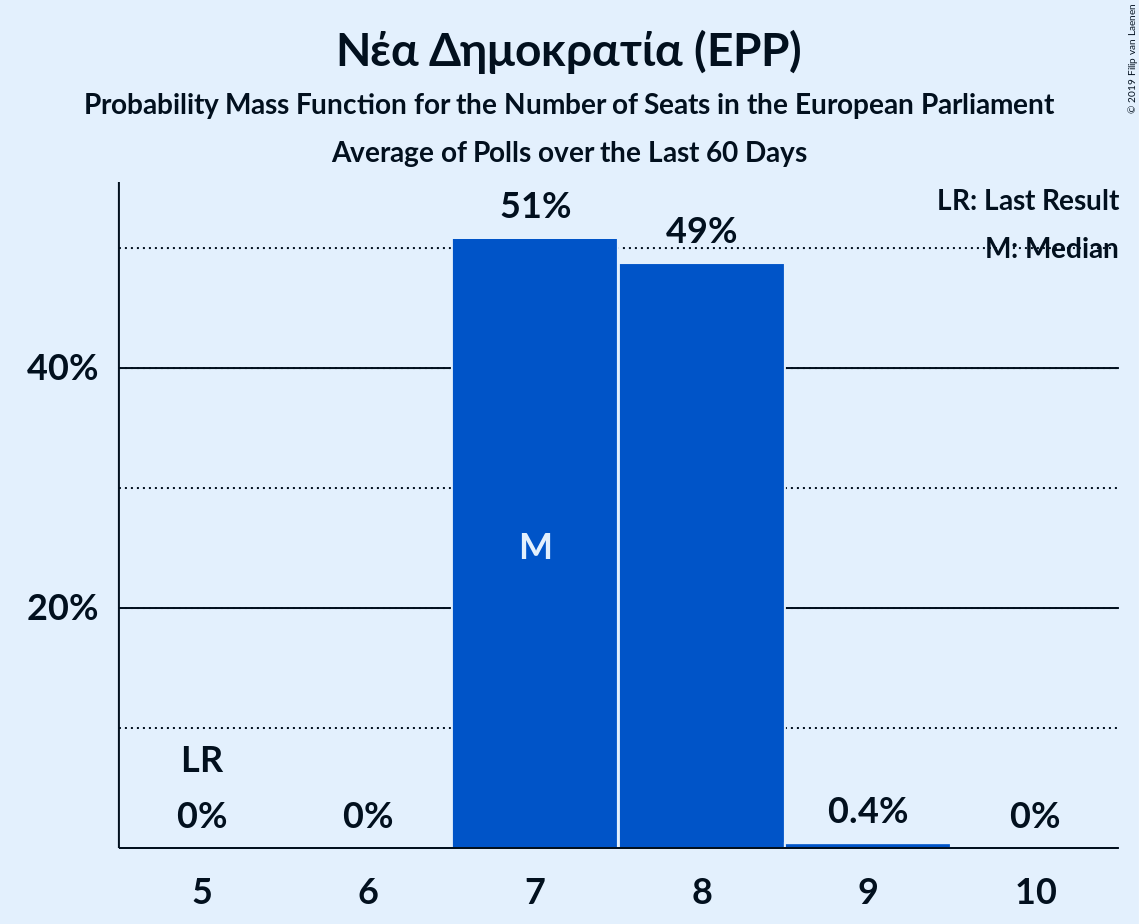 Νέα Δημοκρατία (EPP)
Probability Mass Function for the Number of Seats in the European Parliament
Average of Polls over the Last 60 Days
© 2019 Filip van Laenen
LR: Last Result
M: Median
51%
49%
40%
20%
M
LR
0%
0%
0.4%
0%
5
6
7
8
9
10